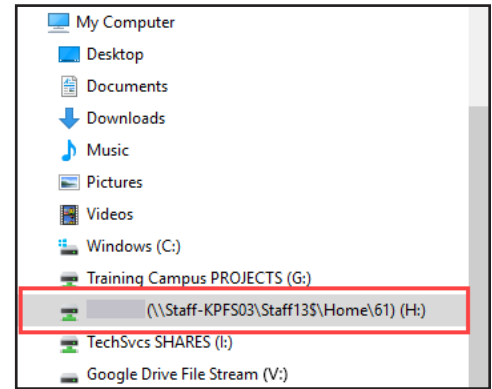 My Computer
Desktop
Documents
Downloads
Music
Pictures
Videos
Windows (C:)
Training Campus PROJECTS (G:)
(\\Staff-KPFS03\Staff13$\Home\61) (H:)
TechSvcs SHARES (I:)
Google Drive File Stream (V:)